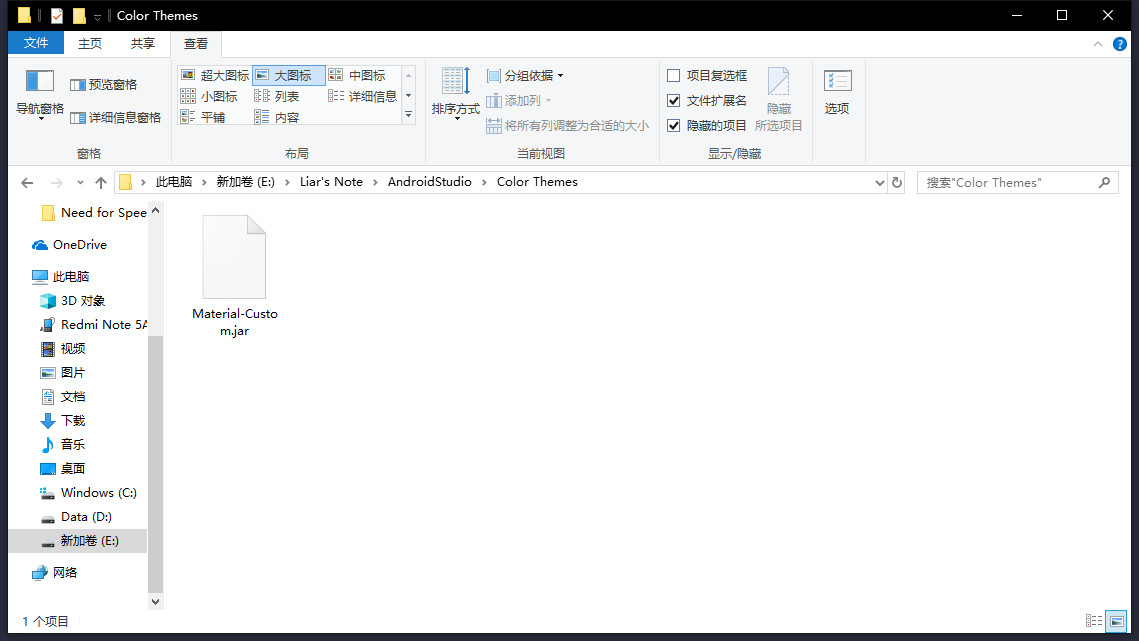 Color Themes
文件 主页 共享 查看
导航窗格 预览窗格 详细信息窗格
窗格
超大图标 大图标 中图标
小图标 列表 详细信息
平铺 内容
布局
排序方式 分组依据
添加列
将所有列调整为合适的大小
当前视图
项目复选框
文件扩展名
隐藏的项目
隐藏
所选项目
显示/隐藏
选项
此电脑 新加卷 (E:) Liar's Note AndroidStudio Color Themes
搜索"Color Themes"
Need for Spee
OneDrive
此电脑
3D 对象
Redmi Note 5A
视频
图片
文档
下载
音乐
桌面
Windows (C:)
Data (D:)
新加卷 (E:)
网络
Material-Custo
m.jar
1 个项目